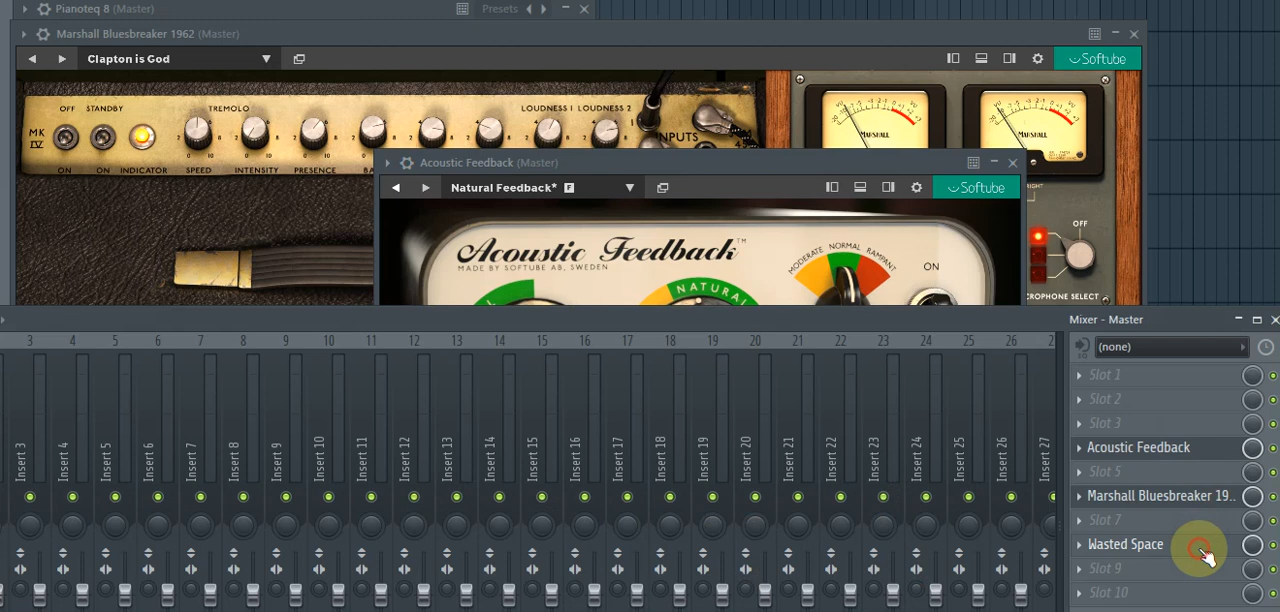 Pianoteq 8 (Master)
Presets
Marshall Bluesbreaker 1962 (Master)
Clapton is God
Softube
OFF STANDBY TREMOLO LOUDNESS 1 LOUDNESS 2
MK
IV
INPUTS
ON ON INDICATOR SPEED INTENSITY PRESENCE
MARSHALL
MARSHALL
OFF
Acoustic Feedback (Master)
Natural Feedback* F
Softube
Acoustic Feedback™
MADE BY SOFTUBE AB, SWEDEN
MODERATE NORMAL RAMPANT
ON
NATURAL
MICROPHONE SELECT
Mixer - Master
3 4 5 6 7 8 9 10 11 12 13 14 15 16 17 18 19 20 21 22 23 24 25 26
(none)
Slot 1
Slot 2
Slot 3
Acoustic Feedback
Slot 5
Marshall Bluesbreaker 19..
Slot 7
Wasted Space
Slot 9
Slot 10
Insert 3
Insert 4
Insert 5
Insert 6
Insert 7
Insert 8
Insert 9
Insert 10
Insert 11
Insert 12
Insert 13
Insert 14
Insert 15
Insert 16
Insert 17
Insert 18
Insert 19
Insert 20
Insert 21
Insert 22
Insert 23
Insert 24
Insert 25
Insert 26
Insert 27